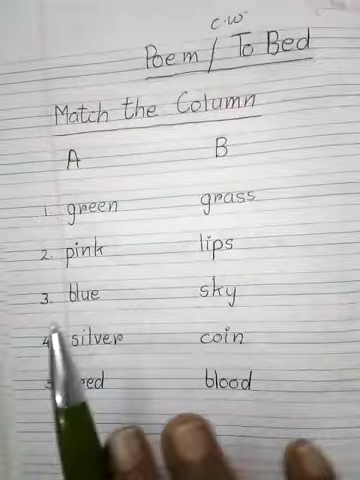 c.w
Poem / To Bed
Match the Column
A B
1. green grass
2. pink lips
3. blue sky
4. silver coin
red blood